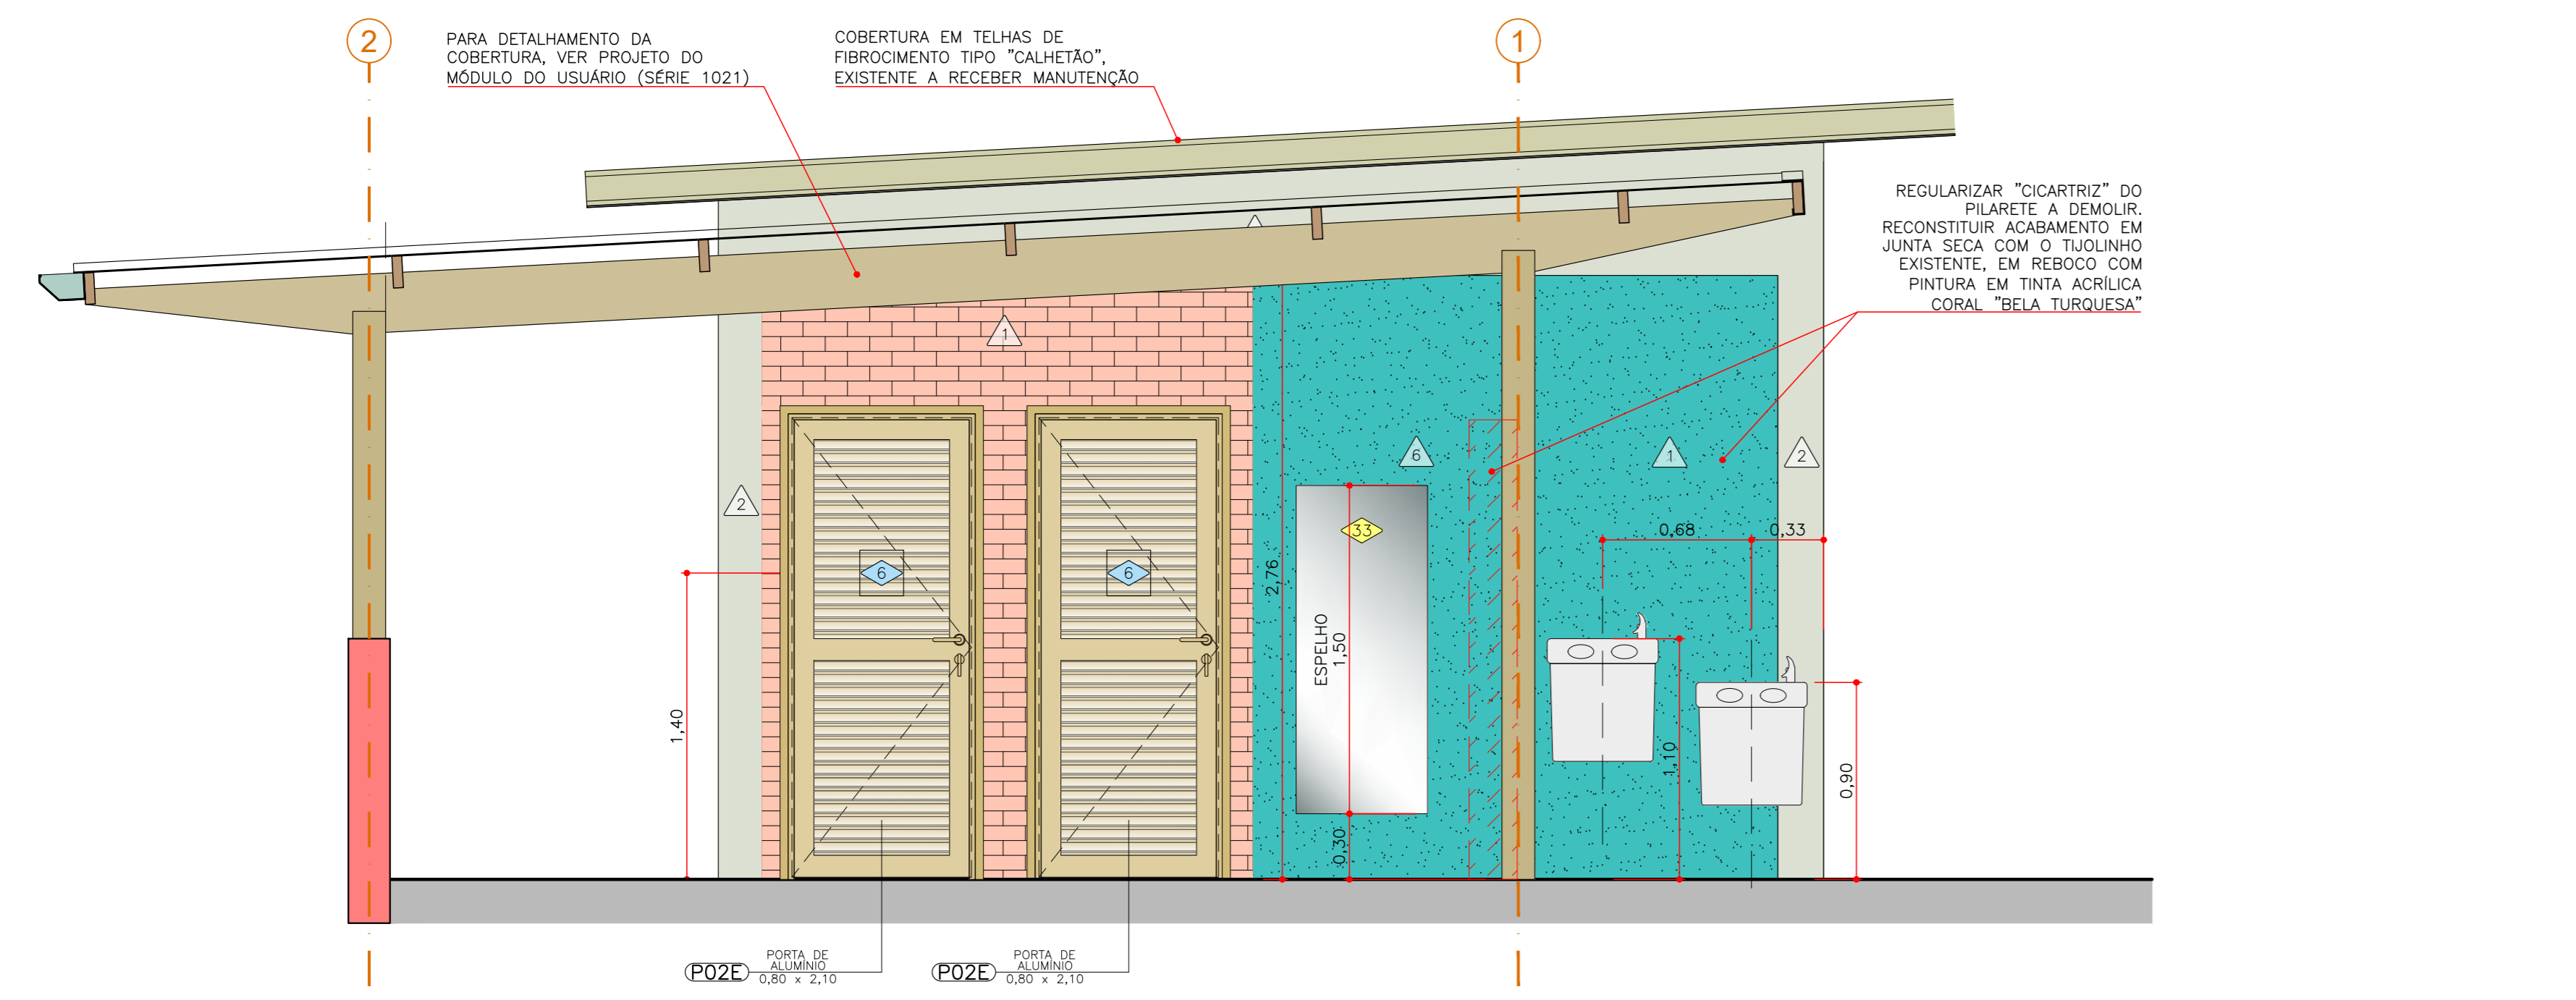 2
PARA DETALHAMENTO DA
COBERTURA, VER PROJETO DO
MÓDULO DO USUÁRIO (SÉRIE 1021)
COBERTURA EM TELHAS DE
FIBROCIMENTO TIPO "CALHETÃO",
EXISTENTE A RECEBER MANUTENÇÃO
1
REGULARIZAR "CICARTRIZ" DO
PILARETE A DEMOLIR.
RECONSTITUIR ACABAMENTO EM
JUNTA SECA COM O TIJOLINHO
EXISTENTE, EM REBOCO COM
PINTURA EM TINTA ACRÍLICA
CORAL "BELA TURQUESA"
1
6
1
2
2
33
0,68
0,33
6
6
2,76
ESPELHO
1,50
1,40
1,10
0,90
0,30
P02E
PORTA DE
ALUMÍNIO
0,80 x 2,10
P02E
PORTA DE
ALUMÍNIO
0,80 x 2,10